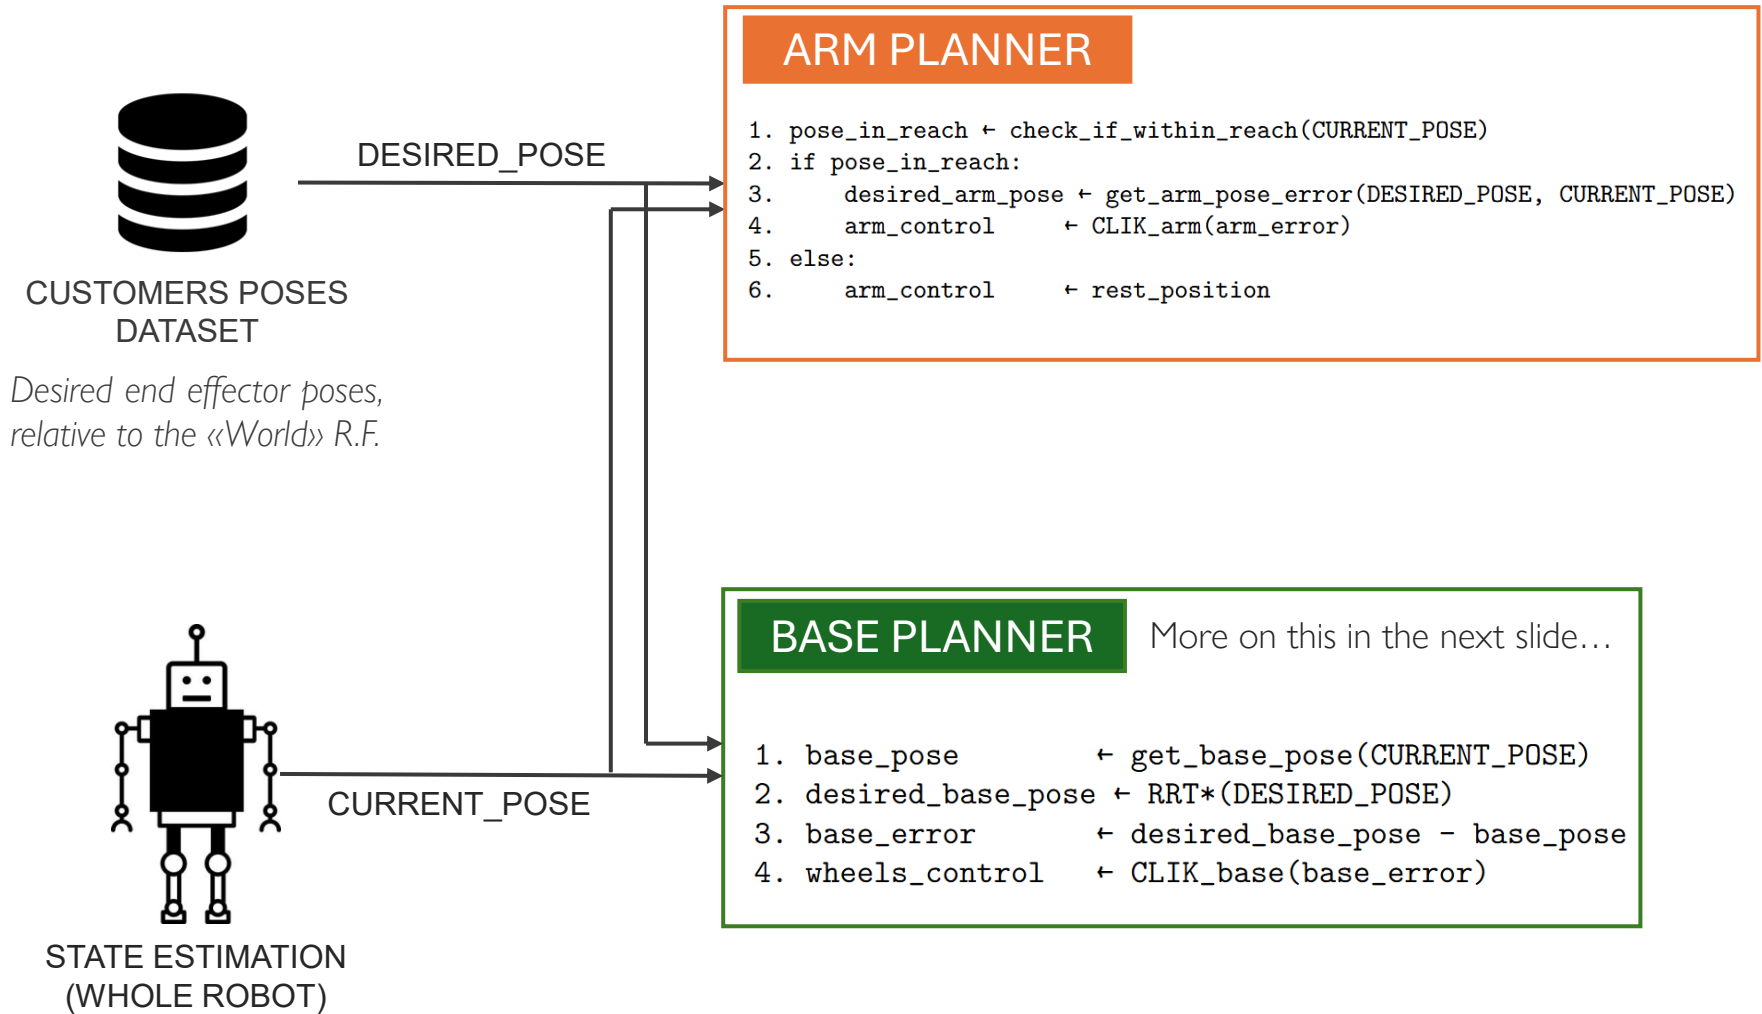 ARM PLANNER
1. pose_in_reach ← check_if_within_reach(CURRENT_POSE)
2. if pose_in_reach:
3. desired_arm_pose ← get_arm_pose_error(DESIRED_POSE, CURRENT_POSE)
4. arm_control ← CLIK_arm(arm_error)
5. else:
6. arm_control ← rest_position
DESIRED_POSE
CUSTOMERS POSES
DATASET
Desired end effector poses,
relative to the «World» R.F.
BASE PLANNER
More on this in the next slide...
1. base_pose ← get_base_pose(CURRENT_POSE)
2. desired_base_pose ← RRT*(DESIRED_POSE)
3. base_error ← desired_base_pose - base_pose
4. wheels_control ← CLIK_base(base_error)
CURRENT_POSE
STATE ESTIMATION
(WHOLE ROBOT)